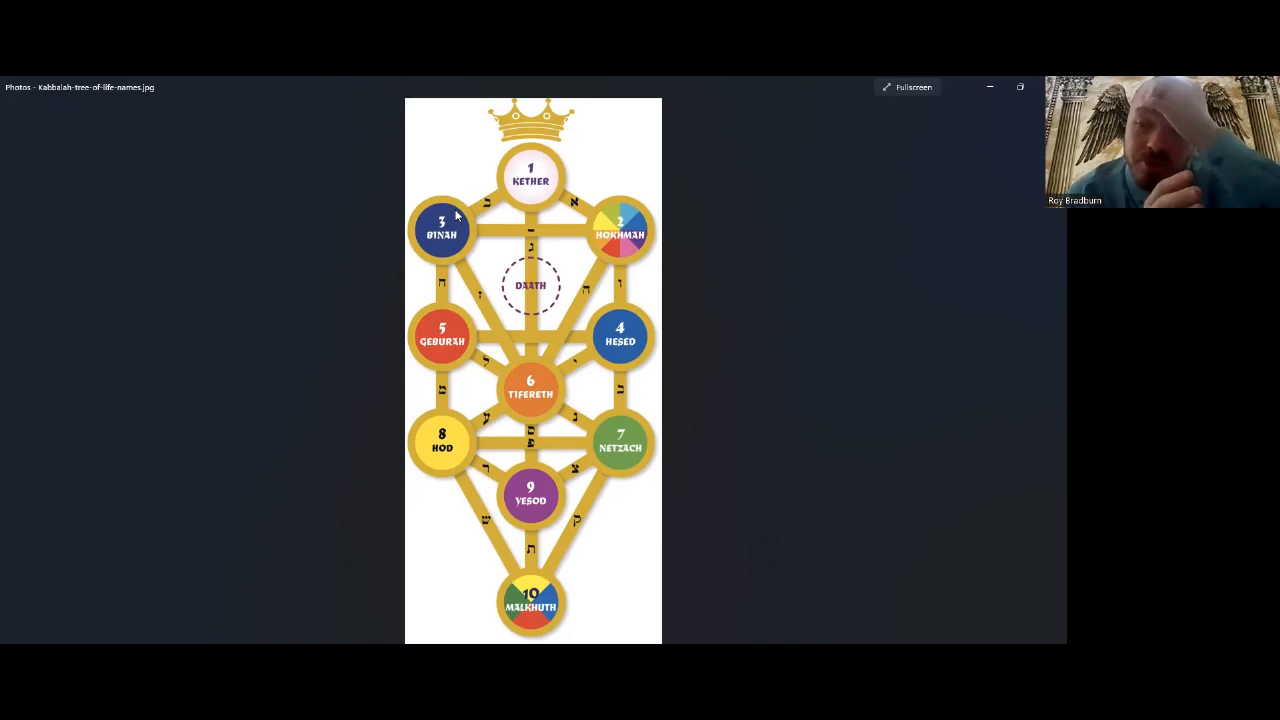 Photos - Kabbalah-tree-of-life-names.jpg
Fullscreen
Roy Bradburn
1
KETHER
ב
א
3
BINAH
2
HOKHMAH
ג
DAATH
ח
ז
ה
ו
5
GEBURAH
4
HESED
ל
י
6
TIFERETH
מ
ע
נ
8
HOD
ס
7
NETZACH
צ
9
YESOD
ש
ק
ת
10
MALKHUTH